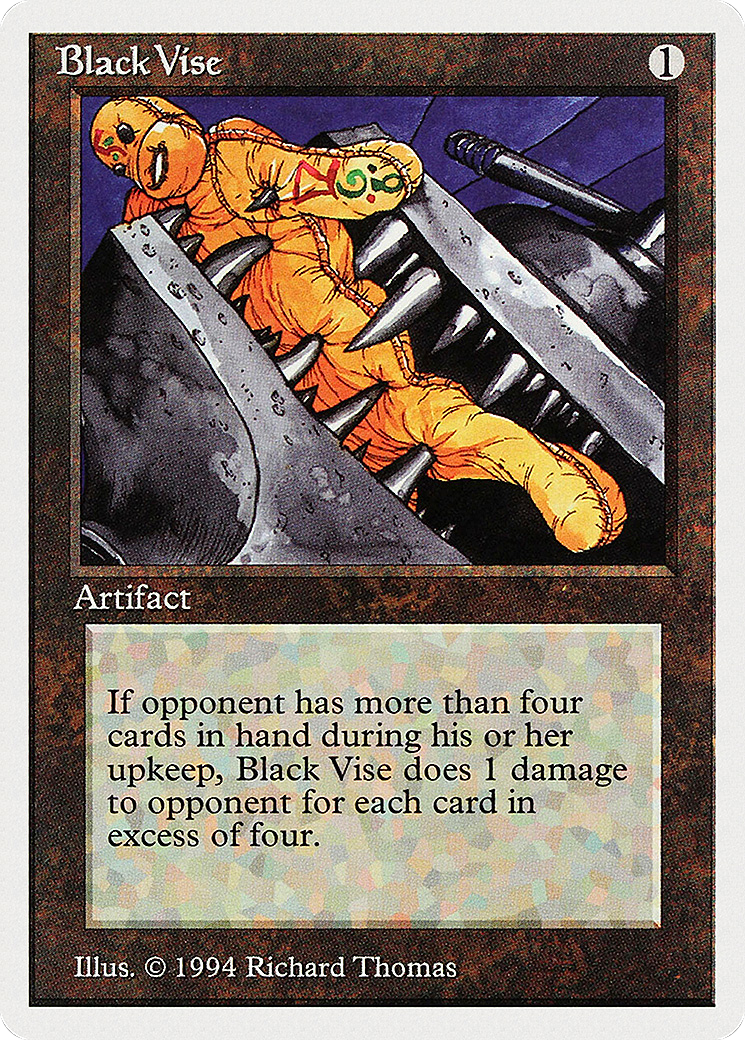 Black Vise 1
Artifact
If opponent has more than four
cards in hand during his or her
upkeep, Black Vise does 1 damage
to opponent for each card in
excess of four.
Illus. © 1994 Richard Thomas